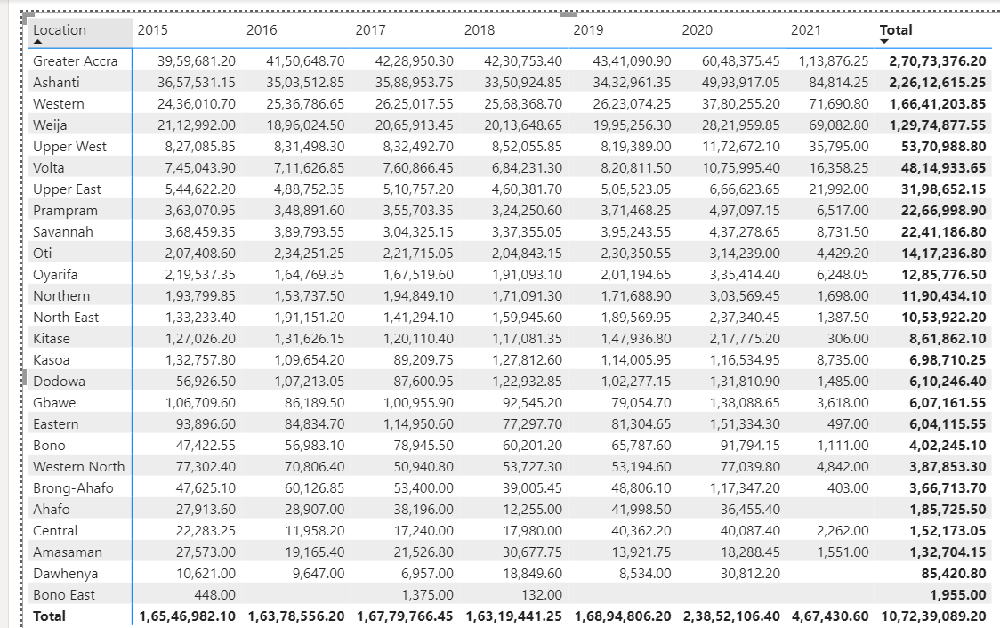 Location 2015 2016 2017 2018 2019 2020 2021 Total
Greater Accra 39,59,681.20 41,50,648.70 42,28,950.30 42,30,753.40 43,41,090.90 60,48,375.45 1,13,876.25 2,70,73,376.20
Ashanti 36,57,531.15 35,03,512.85 35,88,953.75 33,50,924.85 34,32,961.35 49,93,917.05 84,814.25 2,26,12,615.25
Western 24,36,010.70 25,36,786.65 26,25,017.55 25,68,368.70 26,23,074.25 37,80,255.20 71,690.80 1,66,41,203.85
Weija 21,12,992.00 18,96,024.50 20,65,913.45 20,13,648.65 19,95,256.30 28,21,959.85 69,082.80 1,29,74,877.55
Upper West 8,27,085.85 8,31,498.30 8,32,492.70 8,52,055.85 8,19,389.00 11,72,672.10 35,795.00 53,70,988.80
Volta 7,45,043.90 7,11,626.85 7,60,866.45 6,84,231.30 8,20,811.50 10,75,995.40 16,358.25 48,14,933.65
Upper East 5,44,622.20 4,88,752.35 5,10,757.20 4,60,381.70 5,05,523.05 6,66,623.65 21,992.00 31,98,652.15
Prampram 3,63,070.95 3,48,891.60 3,55,703.35 3,24,250.60 3,71,468.25 4,97,097.15 6,517.00 22,66,998.90
Savannah 3,68,459.35 3,89,793.55 3,04,325.15 3,37,355.05 3,95,243.55 4,37,278.65 8,731.50 22,41,186.80
Oti 2,07,408.60 2,34,251.25 2,21,715.05 2,04,843.15 2,30,350.55 3,14,239.00 4,429.20 14,17,236.80
Oyarifa 2,19,537.35 1,64,769.35 1,67,519.60 1,91,093.10 2,01,194.65 3,35,414.40 6,248.05 12,85,776.50
Northern 1,93,799.85 1,53,737.50 1,94,849.10 1,71,091.30 1,71,688.90 3,03,569.45 1,698.00 11,90,434.10
North East 1,33,233.40 1,91,151.20 1,41,294.10 1,59,945.60 1,89,569.95 2,37,340.45 1,387.50 10,53,922.20
Kitase 1,27,026.20 1,31,626.15 1,20,110.40 1,17,081.35 1,47,936.80 2,17,775.20 306.00 8,61,862.10
Kasoa 1,32,757.80 1,09,654.20 89,209.75 1,27,812.60 1,14,005.95 1,16,534.95 8,735.00 6,98,710.25
Dodowa 56,926.50 1,07,213.05 87,600.95 1,22,932.85 1,02,277.15 1,31,810.90 1,485.00 6,10,246.40
Gbawe 1,06,709.60 86,189.50 1,00,955.90 92,545.20 79,054.70 1,38,088.65 3,618.00 6,07,161.55
Eastern 93,896.60 84,834.70 1,14,950.60 77,297.70 81,304.65 1,51,334.30 497.00 6,04,115.55
Bono 47,422.55 56,983.10 78,945.50 60,201.20 65,787.60 91,794.15 1,111.00 4,02,245.10
Western North 77,302.40 70,806.40 50,940.80 53,727.30 53,194.60 77,039.80 4,842.00 3,87,853.30
Brong-Ahafo 47,625.10 60,126.85 53,400.00 39,005.45 48,806.10 1,17,347.20 403.00 3,66,713.70
Ahafo 27,913.60 28,907.00 38,196.00 12,255.00 41,998.50 36,455.40 1,85,725.50
Central 22,283.25 11,958.20 17,240.00 17,980.00 40,362.20 40,087.40 2,262.00 1,52,173.05
Amasaman 27,573.00 19,165.40 21,526.80 30,677.75 13,921.75 18,288.45 1,551.00 1,32,704.15
Dawhenya 10,621.00 9,647.00 6,957.00 18,849.60 8,534.00 30,812.20 85,420.80
Bono East 448.00 1,375.00 132.00 1,955.00
Total 1,65,46,982.10 1,63,78,556.20 1,67,79,766.45 1,63,19,441.25 1,68,94,806.20 2,38,52,106.40 4,67,430.60 10,72,39,089.20